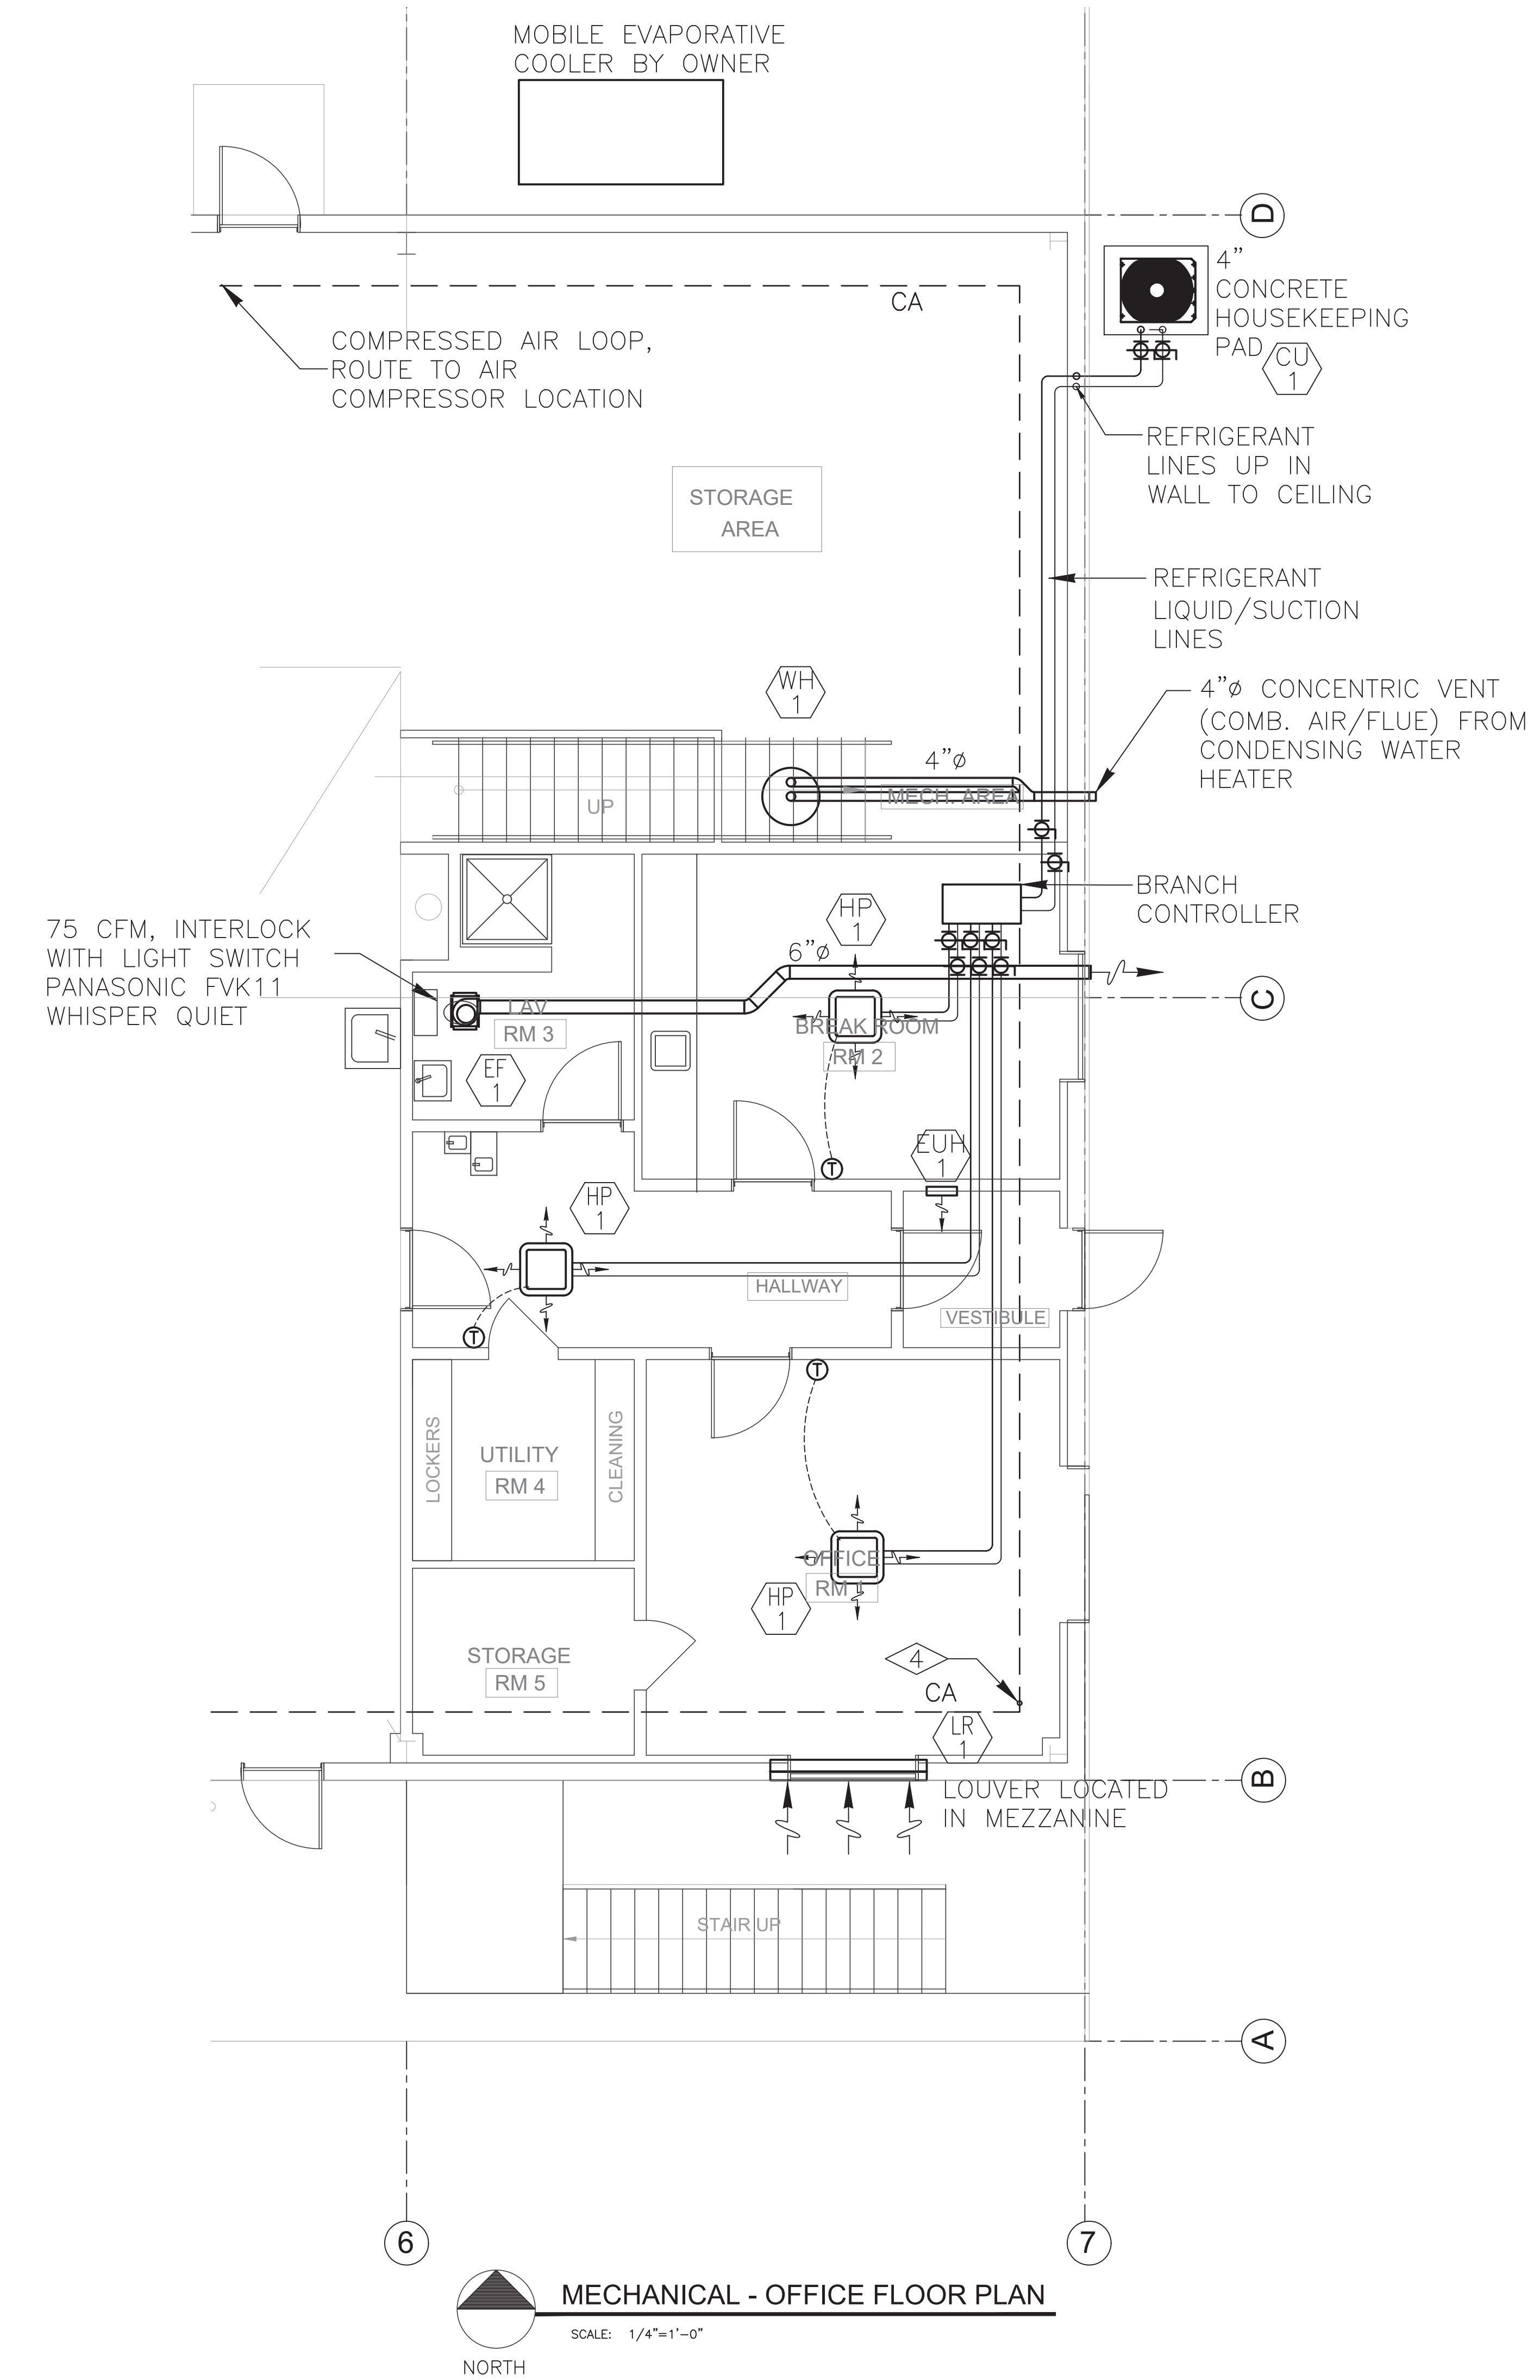 MOBILE EVAPORATIVE
COOLER BY OWNER
D
4"
CONCRETE
HOUSEKEEPING
PAD
CU
1
CA
COMPRESSED AIR LOOP,
ROUTE TO AIR
COMPRESSOR LOCATION
REFRIGERANT
LINES UP IN
WALL TO CEILING
STORAGE
AREA
REFRIGERANT
LIQUID/SUCTION
LINES
WH
1
4"ø CONCENTRIC VENT
(COMB. AIR/FLUE) FROM
CONDENSING WATER
HEATER
4"ø
MECH. AREA
UP
BRANCH
CONTROLLER
HP
1
75 CFM, INTERLOCK
WITH LIGHT SWITCH
PANASONIC FVK11
WHISPER QUIET
6"ø
C
LAV
RM 3
BREAK ROOM
RM 2
EF
1
EUH
1
T
HP
1
HALLWAY
VESTIBULE
T
T
LOCKERS
UTILITY
RM 4
CLEANING
OFFICE
RM 1
HP
1
STORAGE
RM 5
4
CA
LR
1
B
LOUVER LOCATED
IN MEZZANINE
STAIR UP
A
6
7
MECHANICAL - OFFICE FLOOR PLAN
SCALE: 1/4"=1'-0"
NORTH